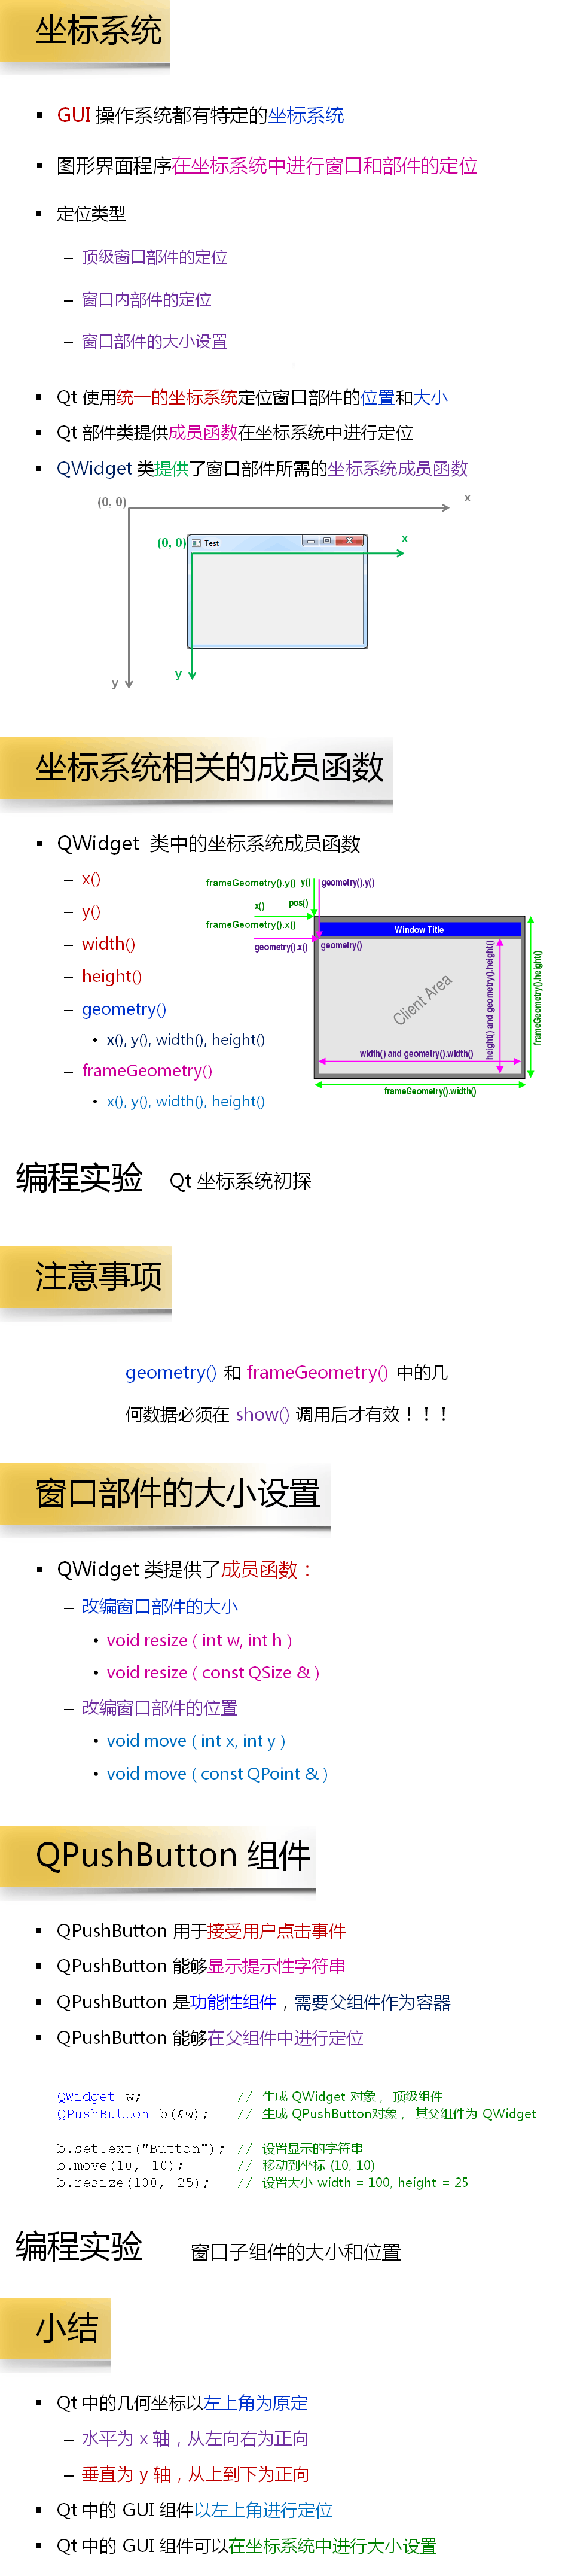 坐标系统
GUI 操作系统都有特定的坐标系统
图形界面程序在坐标系统中进行窗口和部件的定位
定位类型
– 顶级窗口部件的定位
– 窗口内部件的定位
– 窗口部件的大小设置
Qt 使用统一的坐标系统定位窗口部件的位置和大小
Qt 部件类提供成员函数在坐标系统中进行定位
QWidget 类提供了窗口部件所需的坐标系统成员函数
(0, 0)
x
(0, 0)
Test
x
y
y
坐标系统相关的成员函数
QWidget 类中的坐标系统成员函数
– x()
– y()
– width()
– height()
– geometry()
• x(), y(), width(), height()
– frameGeometry()
• x(), y(), width(), height()
frameGeometry().y()
y()
geometry().y()
x()
pos()
frameGeometry().x()
geometry().x()
geometry()
Window Title
Client Area
height() and geometry().height()
frameGeometry().height()
width() and geometry().width()
frameGeometry().width()
编程实验 Qt 坐标系统初探
注意事项
geometry() 和 frameGeometry() 中的几
何数据必须在 show() 调用后才有效！！！
窗口部件的大小设置
QWidget 类提供了成员函数：
– 改编窗口部件的大小
• void resize ( int w, int h )
• void resize ( const QSize & )
– 改编窗口部件的位置
• void move ( int x, int y )
• void move ( const QPoint & )
QPushButton 组件
QPushButton 用于接受用户点击事件
QPushButton 能够显示提示性字符串
QPushButton 是功能性组件，需要父组件作为容器
QPushButton 能够在父组件中进行定位
QWidget w; // 生成 QWidget 对象，顶级组件
QPushButton b(&w); // 生成 QPushButton对象，其父组件为 QWidget
b.setText("Button"); // 设置显示的字符串
b.move(10, 10); // 移动到坐标 (10, 10)
b.resize(100, 25); // 设置大小 width = 100, height = 25
编程实验 窗口子组件的大小和位置
小结
Qt 中的几何坐标以左上角为原定
– 水平为 x 轴，从左向右为正向
– 垂直为 y 轴，从上到下为正向
Qt 中的 GUI 组件以左上角进行定位
Qt 中的 GUI 组件可以在坐标系统中进行大小设置